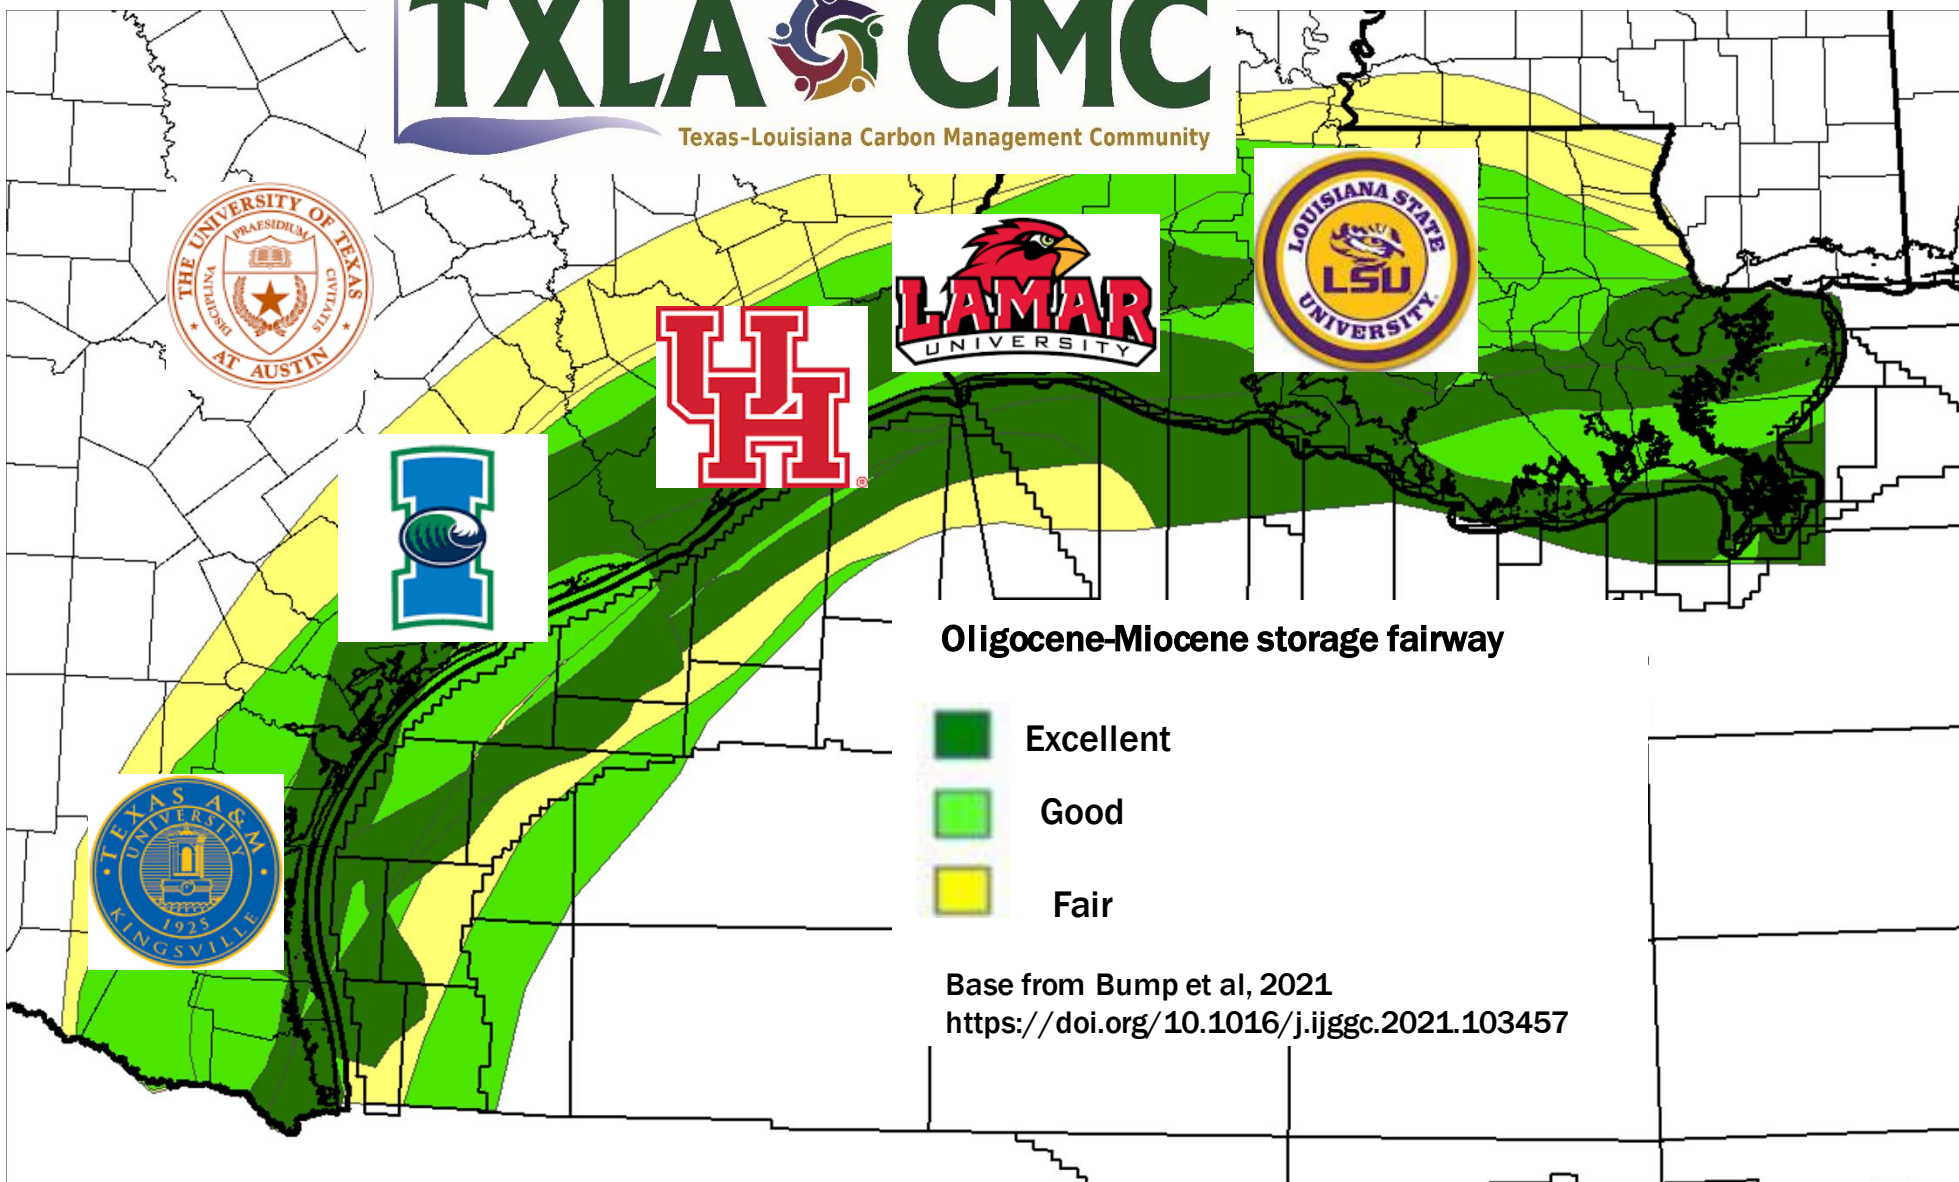 TXLA CMC
Texas-Louisiana Carbon Management Community
THE UNIVERSITY OF TEXAS
PRAESIDIUM
DISCIPLINA
CIVITATIS
AT AUSTIN
LAMAR
UNIVERSITY
LOUISIANA STATE
LSU
UNIVERSITY
UH
®
TEXAS A&M
UNIVERSITY
1925
KINGSVILLE
Oligocene-Miocene storage fairway
Excellent
Good
Fair
Base from Bump et al, 2021
https://doi.org/10.1016/j.ijggc.2021.103457